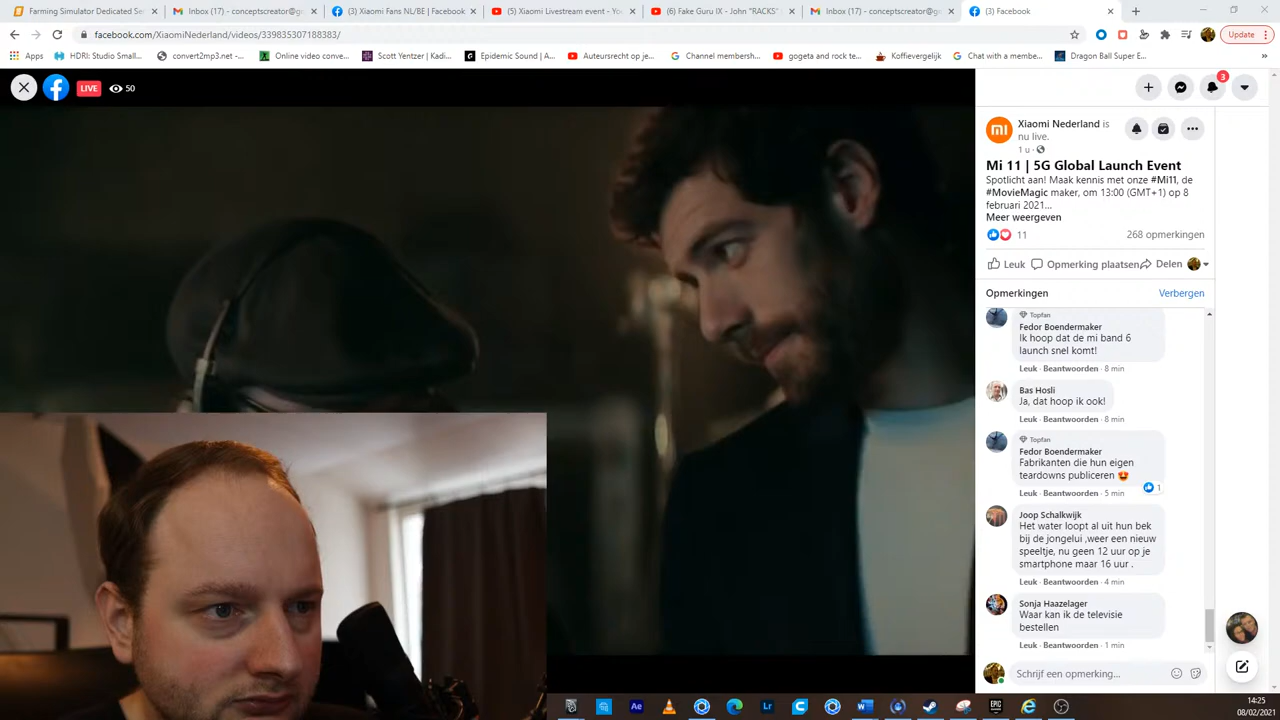 Farming Simulator Dedicated Ser
Inbox (17) - conceptscreator@g
(3) Xiaomi Fans NL/BE | Facebook
(5) Xiaomi Livestream event - Yo
(6) Fake Guru IX - John "RACKS"
Inbox (17) - conceptscreator@g
(3) Facebook
facebook.com/XiaomiNederland/videos/339835307188383/
Update
Apps
HDRI: Studio Small...
convert2mp3.net -...
Online video conve...
Scott Yentzer | Kadi...
Epidemic Sound | A...
Auteursrecht op je...
Channel membersh...
gogeta and rock te...
Koffievergelijk
Chat with a membe...
Dragon Ball Super E...
»
LIVE
50
3
Xiaomi Nederland is
nu live.
1 u ·
Mi 11 | 5G Global Launch Event
Spotlicht aan! Maak kennis met onze #Mi11, de
#MovieMagic maker, om 13:00 (GMT+1) op 8
februari 2021...
Meer weergeven
11
268 opmerkingen
Leuk
Opmerking plaatsen
Delen
Opmerkingen
Verbergen
Topfan
Fedor Boendermaker
Ik hoop dat de mi band 6
launch snel komt!
Leuk · Beantwoorden · 8 min
Bas Hosli
Ja, dat hoop ik ook!
Leuk · Beantwoorden · 8 min
Topfan
Fedor Boendermaker
Fabrikanten die hun eigen
teardowns publiceren 😍
1
Leuk · Beantwoorden · 5 min
Joop Schalkwijk
Het water loopt al uit hun bek
bij de jongelui ,weer een nieuw
speeltje, nu geen 12 uur op je
smartphone maar 16 uur .
Leuk · Beantwoorden · 4 min
Sonja Haazelager
Waar kan ik de televisie
bestellen
Leuk · Beantwoorden · 1 min
Schrijf een opmerking...
14:25
08/02/2021